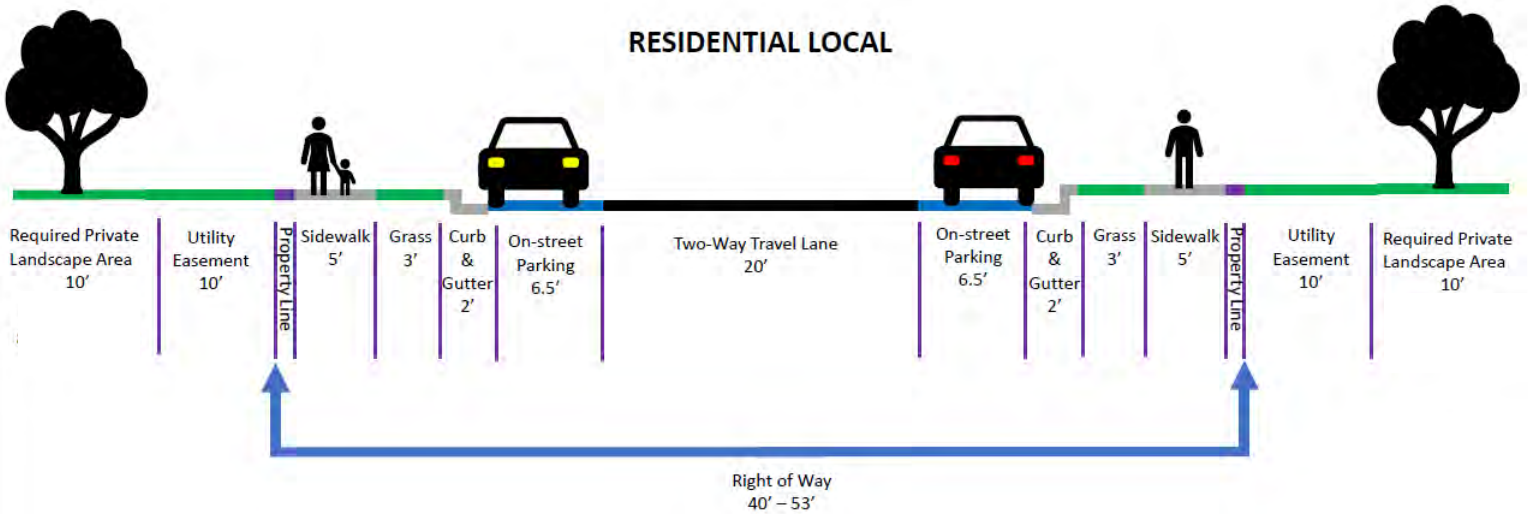 RESIDENTIAL LOCAL
Required Private
Landscape Area
10’
Utility
Easement
10’
Property Line
Sidewalk
5’
Grass
3’
Curb
&
Gutter
2’
On-street
Parking
6.5’
Two-Way Travel Lane
20’
On-street
Parking
6.5’
Curb
&
Gutter
2’
Grass
3’
Sidewalk
5’
Property Line
Utility
Easement
10’
Required Private
Landscape Area
10’
Right of Way
40’ – 53’